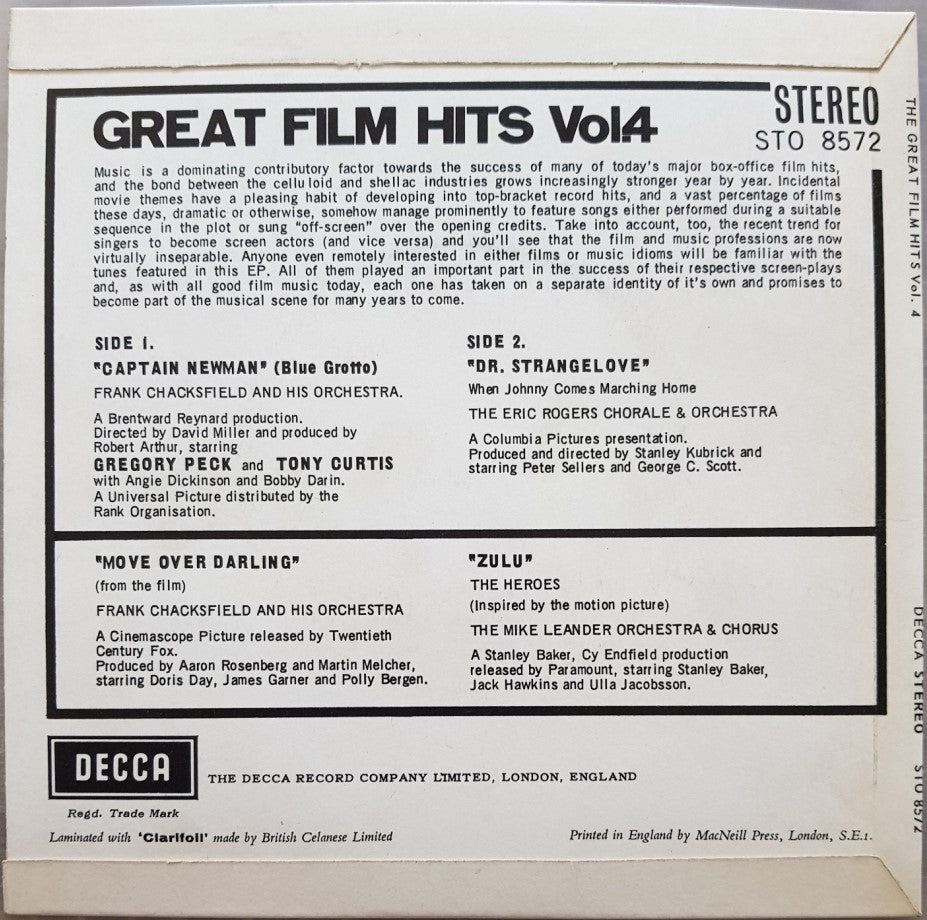 GREAT FILM HITS Vol.4
STEREO
STO 8572
Music is a dominating contributory factor towards the success of many of today's major box-office film hits,
and the bond between the celluloid and shellac industries grows increasingly stronger year by year. Incidental
movie themes have a pleasing habit of developing into top-bracket record hits, and a vast percentage of films
these days, dramatic or otherwise, somehow manage prominently to feature songs either performed during a suitable
sequence in the plot or sung "off-screen" over the opening credits. Take into account, too, the recent trend for
singers to become screen actors (and vice versa) and you'll see that the film and music professions are now
virtually inseparable. Anyone even remotely interested in either films or music idioms will be familiar with the
tunes featured in this EP. All of them played an important part in the success of their respective screen-plays
and, as with all good film music today, each one has taken on a separate identity of it's own and promises to
become part of the musical scene for many years to come.
SIDE 1.
"CAPTAIN NEWMAN" (Blue Grotto)
FRANK CHACKSFIELD AND HIS ORCHESTRA.
A Brentward Reynard production.
Directed by David Miller and produced by
Robert Arthur, starring
GREGORY PECK and TONY CURTIS
with Angie Dickinson and Bobby Darin.
A Universal Picture distributed by the
Rank Organisation.
SIDE 2.
"DR. STRANGELOVE"
When Johnny Comes Marching Home
THE ERIC ROGERS CHORALE & ORCHESTRA
A Columbia Pictures presentation.
Produced and directed by Stanley Kubrick and
starring Peter Sellers and George C. Scott.
"MOVE OVER DARLING"
(from the film)
FRANK CHACKSFIELD AND HIS ORCHESTRA
A Cinemascope Picture released by Twentieth
Century Fox.
Produced by Aaron Rosenberg and Martin Melcher,
starring Doris Day, James Garner and Polly Bergen.
"ZULU"
THE HEROES
(Inspired by the motion picture)
THE MIKE LEANDER ORCHESTRA & CHORUS
A Stanley Baker, Cy Endfield production
released by Paramount, starring Stanley Baker,
Jack Hawkins and Ulla Jacobsson.
DECCA
Regd. Trade Mark
THE DECCA RECORD COMPANY LIMITED, LONDON, ENGLAND
Laminated with 'Clarifoil' made by British Celanese Limited
Printed in England by MacNeill Press, London, S.E.1.
THE GREAT FILM HITS Vol. 4
DECCA STEREO
STO 8572